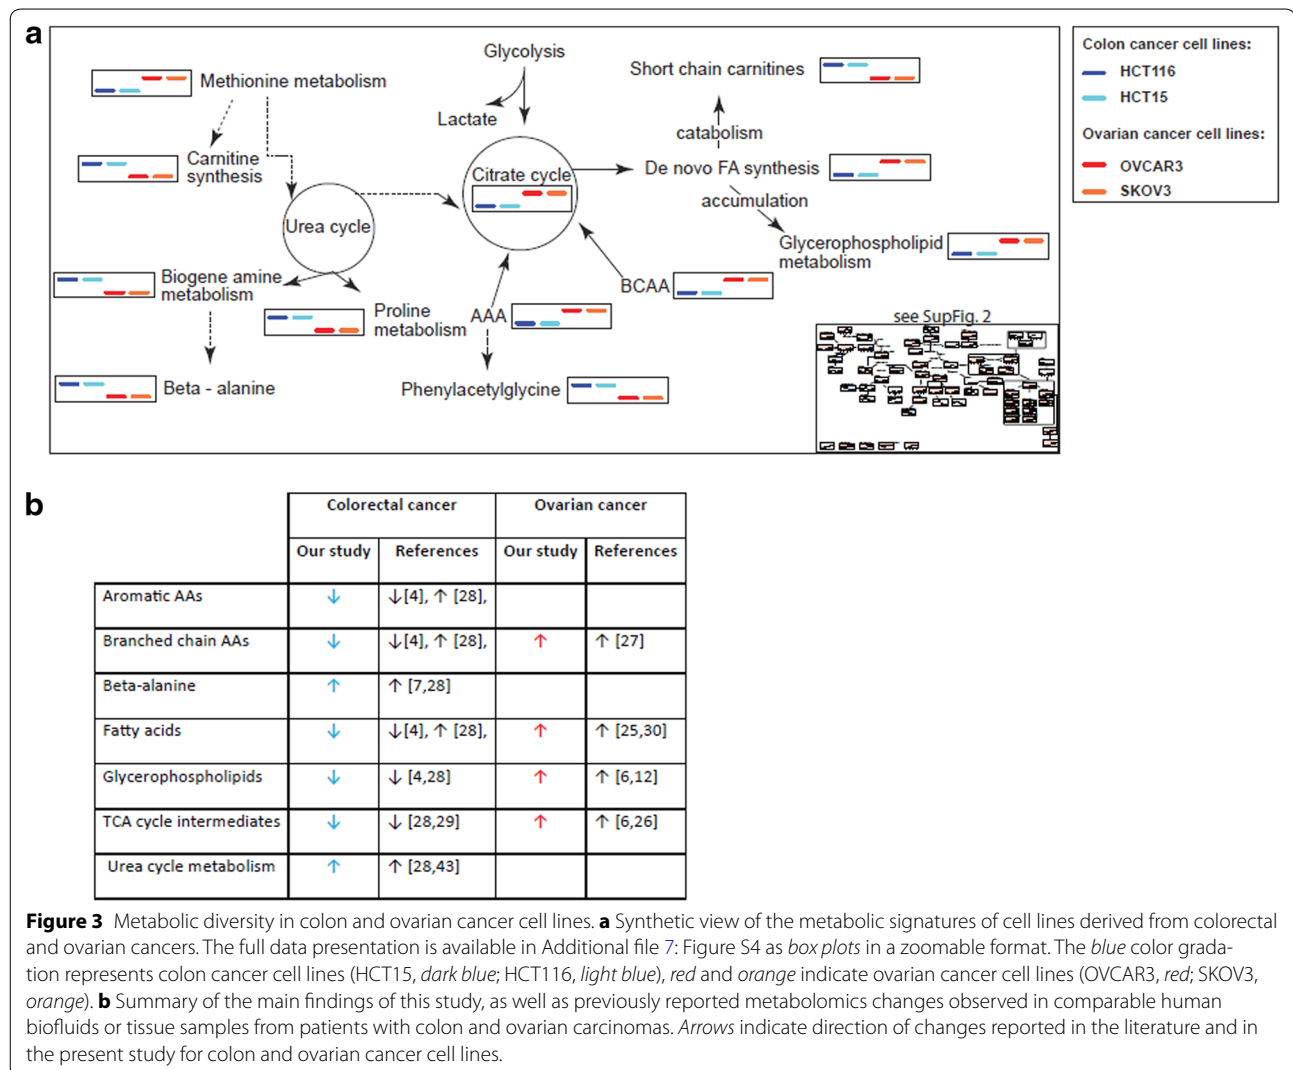 a
Glycolysis
Methionine metabolism
Short chain carnitines
Lactate
catabolism
Carnitine
synthesis
Citrate cycle
De novo FA synthesis
accumulation
Urea cycle
Glycerophospholipid
metabolism
Biogene amine
metabolism
BCAA
Proline
metabolism
AAA
see SupFig. 2
Beta - alanine
Phenylacetylglycine
Colon cancer cell lines:
HCT116
HCT15
Ovarian cancer cell lines:
OVCAR3
SKOV3
b
Colorectal cancer Ovarian cancer
Our study References Our study References
Aromatic AAs ↓ ↓[4], ↑ [28],
Branched chain AAs ↓ ↓[4], ↑ [28], ↑ ↑ [27]
Beta-alanine ↑ ↑ [7,28]
Fatty acids ↓ ↓[4], ↑ [28], ↑ ↑ [25,30]
Glycerophospholipids ↓ ↓ [4,28] ↑ ↑ [6,12]
TCA cycle intermediates ↓ ↓ [28,29] ↑ ↑ [6,26]
Urea cycle metabolism ↑ ↑ [28,43]
Figure 3 Metabolic diversity in colon and ovarian cancer cell lines. a Synthetic view of the metabolic signatures of cell lines derived from colorectal
and ovarian cancers. The full data presentation is available in Additional file 7: Figure S4 as box plots in a zoomable format. The blue color grada-
tion represents colon cancer cell lines (HCT15, dark blue; HCT116, light blue), red and orange indicate ovarian cancer cell lines (OVCAR3, red; SKOV3,
orange). b Summary of the main findings of this study, as well as previously reported metabolomics changes observed in comparable human
biofluids or tissue samples from patients with colon and ovarian carcinomas. Arrows indicate direction of changes reported in the literature and in
the present study for colon and ovarian cancer cell lines.